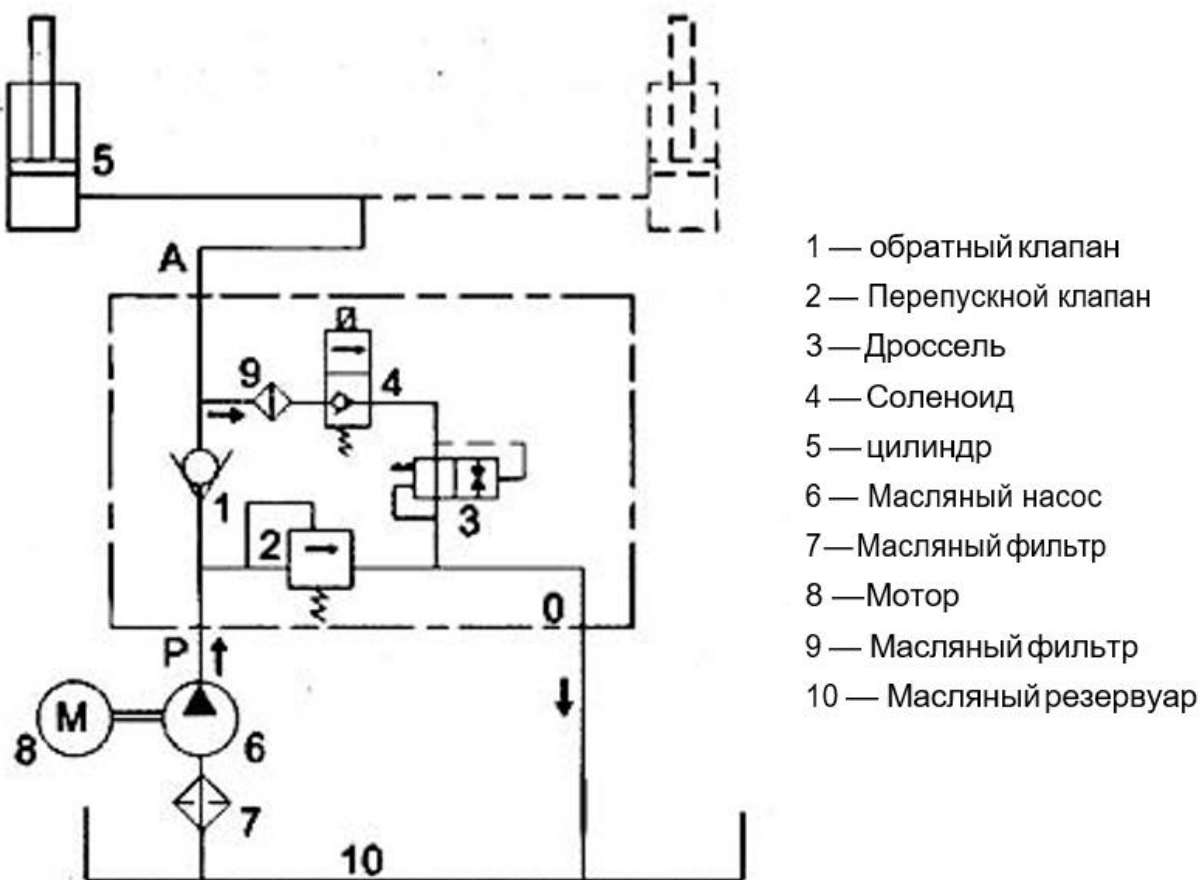 5
A
9
4
1
2
3
0
P
M
8
6
7
10
1 — обратный клапан
2 — Перепускной клапан
3 — Дроссель
4 — Соленоид
5 — цилиндр
6 — Масляный насос
7 — Масляный фильтр
8 — Мотор
9 — Масляный фильтр
10 — Масляный резервуар